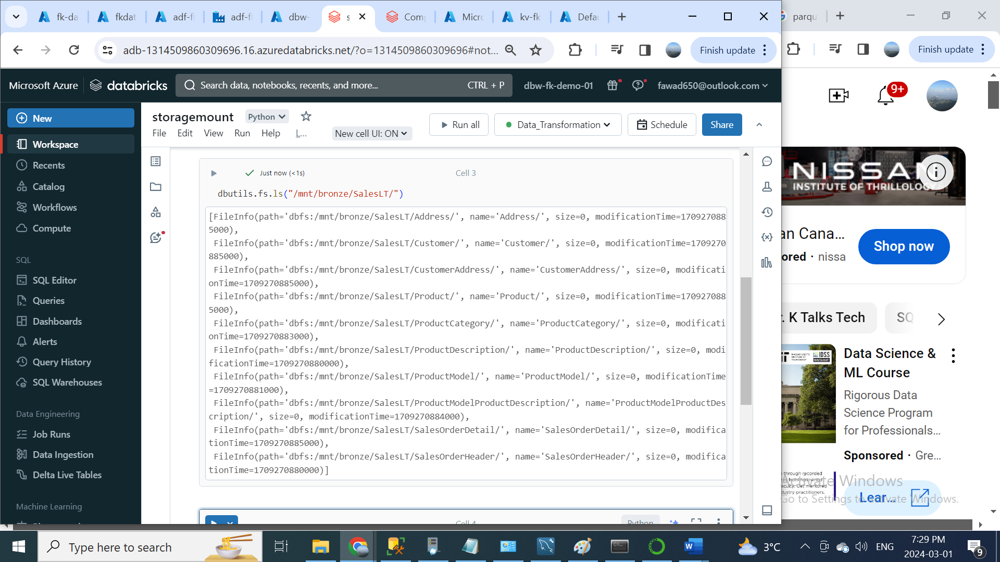 fk-da
fkdat
adf-f
adf-f
dbw-
s
Comp
Micro
kv-fk
Defau
parqu
adb-1314509860309696.16.azuredatabricks.net/?o=1314509860309696#not...
Finish update
Finish update
Microsoft Azure
databricks
Search data, notebooks, recents, and more...
CTRL + P
dbw-fk-demo-01
fawad650@outlook.com
9+
New
Workspace
Recents
Catalog
Workflows
Compute
SQL
SQL Editor
Queries
Dashboards
Alerts
Query History
SQL Warehouses
Data Engineering
Job Runs
Data Ingestion
Delta Live Tables
Machine Learning
storagemount
Python
File
Edit
View
Run
Help
L...
New cell UI: ON
Run all
Data_Transformation
Schedule
Share
Just now (<1s)
Cell 3
dbutils.fs.ls("/mnt/bronze/SalesLT/")
[FileInfo(path='dbfs:/mnt/bronze/SalesLT/Address/', name='Address/', size=0, modificationTime=170927088
5000),
FileInfo(path='dbfs:/mnt/bronze/SalesLT/Customer/', name='Customer/', size=0, modificationTime=1709270
885000),
FileInfo(path='dbfs:/mnt/bronze/SalesLT/CustomerAddress/', name='CustomerAddress/', size=0, modificati
onTime=1709270885000),
FileInfo(path='dbfs:/mnt/bronze/SalesLT/Product/', name='Product/', size=0, modificationTime=170927088
5000),
FileInfo(path='dbfs:/mnt/bronze/SalesLT/ProductCategory/', name='ProductCategory/', size=0, modificati
onTime=1709270883000),
FileInfo(path='dbfs:/mnt/bronze/SalesLT/ProductDescription/', name='ProductDescription/', size=0, modi
ficationTime=1709270880000),
FileInfo(path='dbfs:/mnt/bronze/SalesLT/ProductModel/', name='ProductModel/', size=0, modificationTime
=1709270881000),
FileInfo(path='dbfs:/mnt/bronze/SalesLT/ProductModelProductDescription/', name='ProductModelProductDes
cription/', size=0, modificationTime=1709270884000),
FileInfo(path='dbfs:/mnt/bronze/SalesLT/SalesOrderDetail/', name='SalesOrderDetail/', size=0, modifica
tionTime=1709270885000),
FileInfo(path='dbfs:/mnt/bronze/SalesLT/SalesOrderHeader/', name='SalesOrderHeader/', size=0, modifica
tionTime=1709270880000)]
Cell 4
Python
NISSAN
INSTITUTE OF THRILLOLOGY
an Cana...
ored · nissa
Shop now
r. K Talks Tech
SQ
IDSS
Data Science &
ML Course
Rigorous Data
Science Program
for Professionals...
Sponsored · Gre...
through recorded
aculty. Get mentored
dustry practitioners.
Activate Windows
Go to Settings to activate Windows.
Lear...
Type here to search
3°C
ENG
7:29 PM
2024-03-01
9